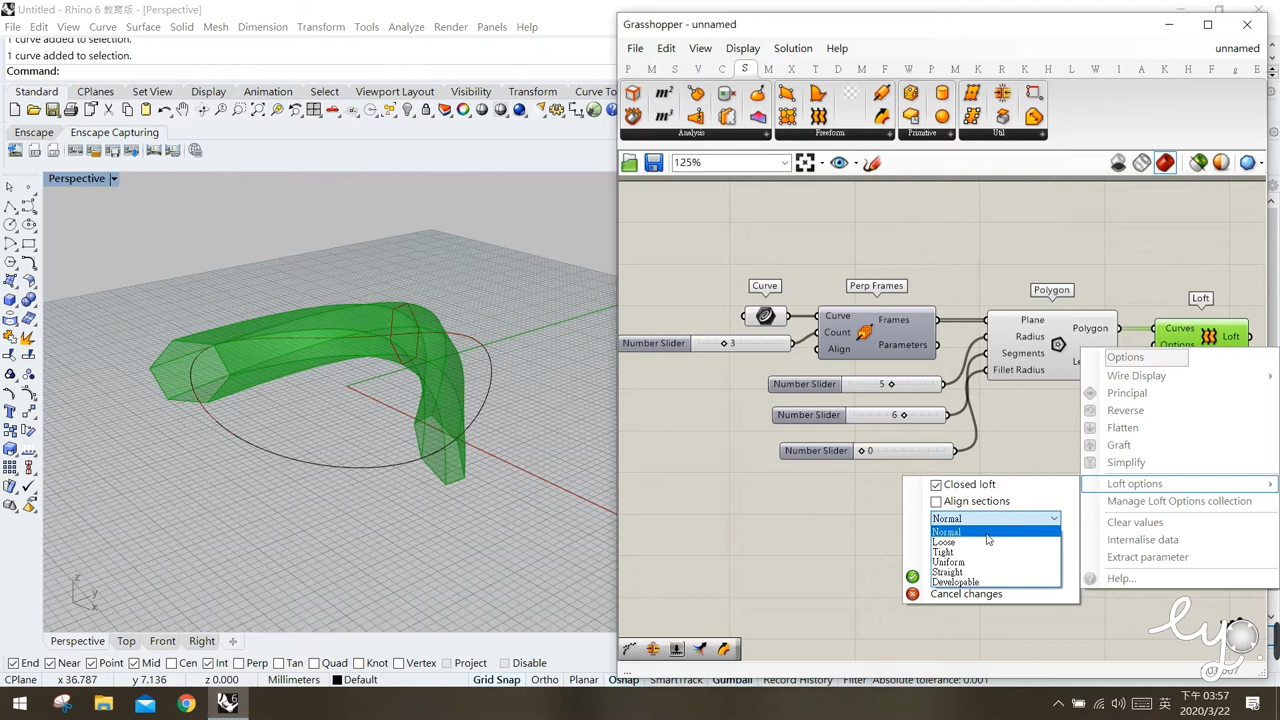 Untitled - Rhino 6 教育版 - [Perspective]
File Edit View Curve Surface Solid Mesh Dimension Transform Tools Analyze Render Panels Help
1 curve added to selection.
1 curve added to selection.
Command:
Standard CPlanes Set View Display Animation Viewport Layout Visibility Transform Curve To
Escape Escape Capturing
Perspective
z
y
x
Perspective Top Front Right
End Near Point Mid Cen Int Perp Tan Quad Knot Vertex Project Disable
CPlane x 36.787 y 7.136 z 0.000 Millimeters Default Grid Snap Ortho Planar Osnap SmartTrack Gumball Record History Filter Absolute tolerance: 0.001
Grasshopper - unnamed
File Edit View Display Solution Help unnamed
P M S V C S M X T D M F W P M L W P K H L F g E
m² m³
Analysis Freeform Primitive Util
125%
Curve
Perp Frames
Polygon
Loft
Curve Count Align
Frames Parameters
Plane Radius Segments Fillet Radius
Polygon
Curves
Loft
Number Slider 3
Number Slider 5
Number Slider 6
Number Slider 0
Options
Wire Display
Principal
Reverse
Flatten
Graft
Simplify
Loft options
Manage Loft Options collection
Clear values
Internalise data
Extract parameter
Help...
Closed loft
Align sections
Normal
Normal
Loose
Tight
Uniform
Straight
Developable
Cancel changes
...
ly.
英
下午 03:57
2020/3/22